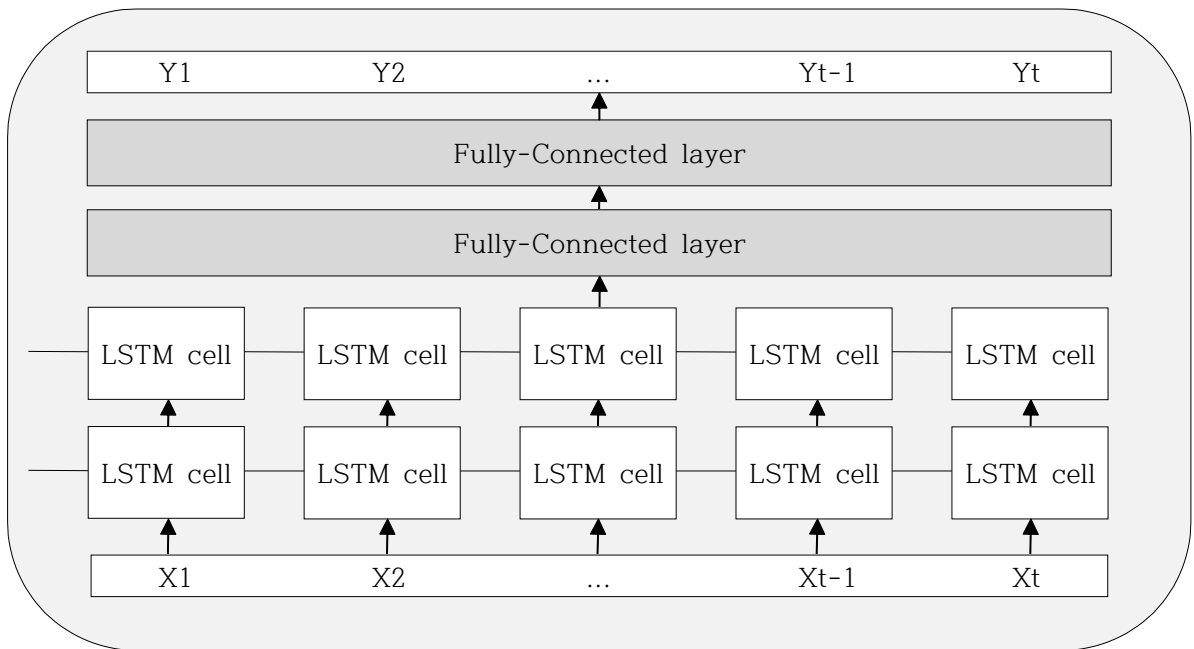 Y1 Y2 ... Yt-1 Yt
Fully-Connected layer
Fully-Connected layer
LSTM cell LSTM cell LSTM cell LSTM cell LSTM cell
LSTM cell LSTM cell LSTM cell LSTM cell LSTM cell
X1 X2 ... Xt-1 Xt